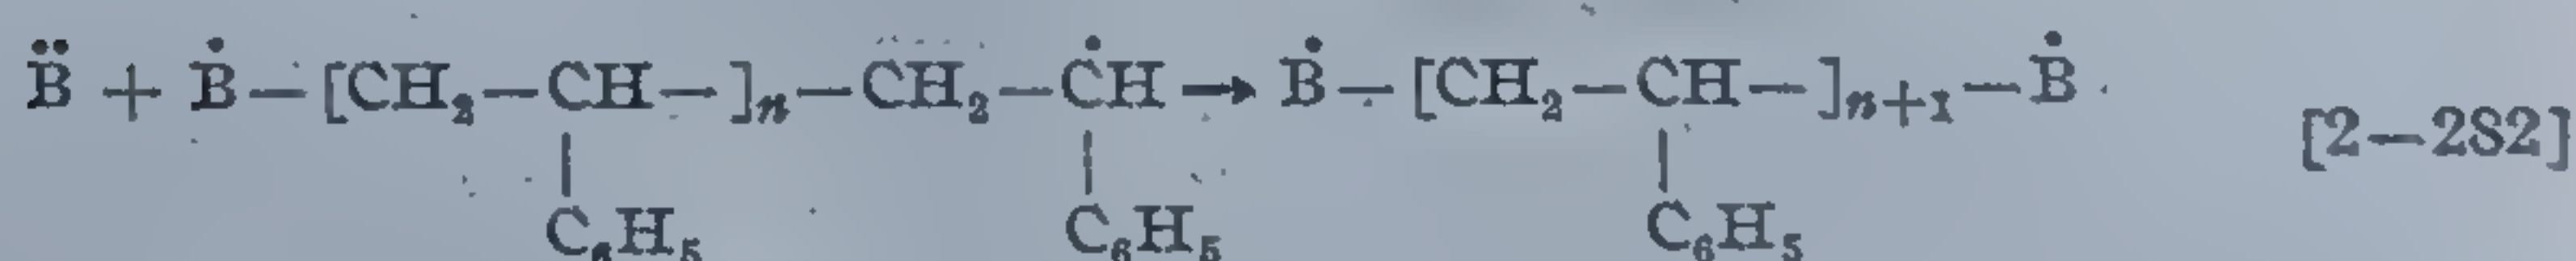 B̈ + Ḃ—[CH₂—CH—]ₙ—CH₂—ĊH → Ḃ—[CH₂—CH—]ₙ₊₁—Ḃ
[2—282]
C₆H₅ C₆H₅ C₆H₅